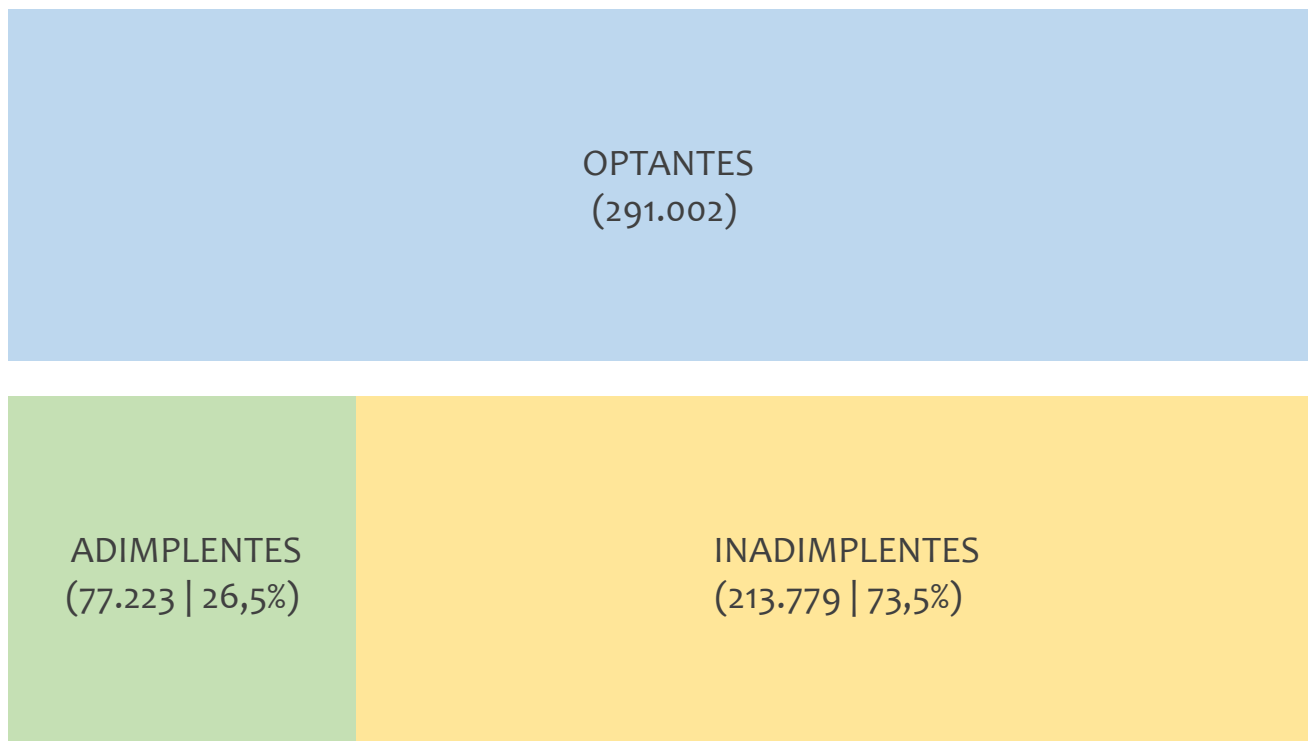 OPTANTES
(291.002)
ADIMPLENTES
(77.223 | 26,5%)
INADIMPLENTES
(213.779 | 73,5%)